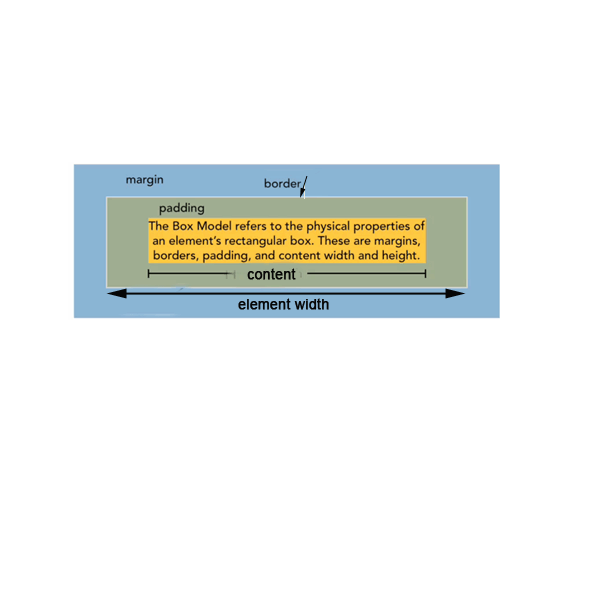 margin
border
padding
The Box Model refers to the physical properties of
an element’s rectangular box. These are margins,
borders, padding, and content width and height.
content
element width